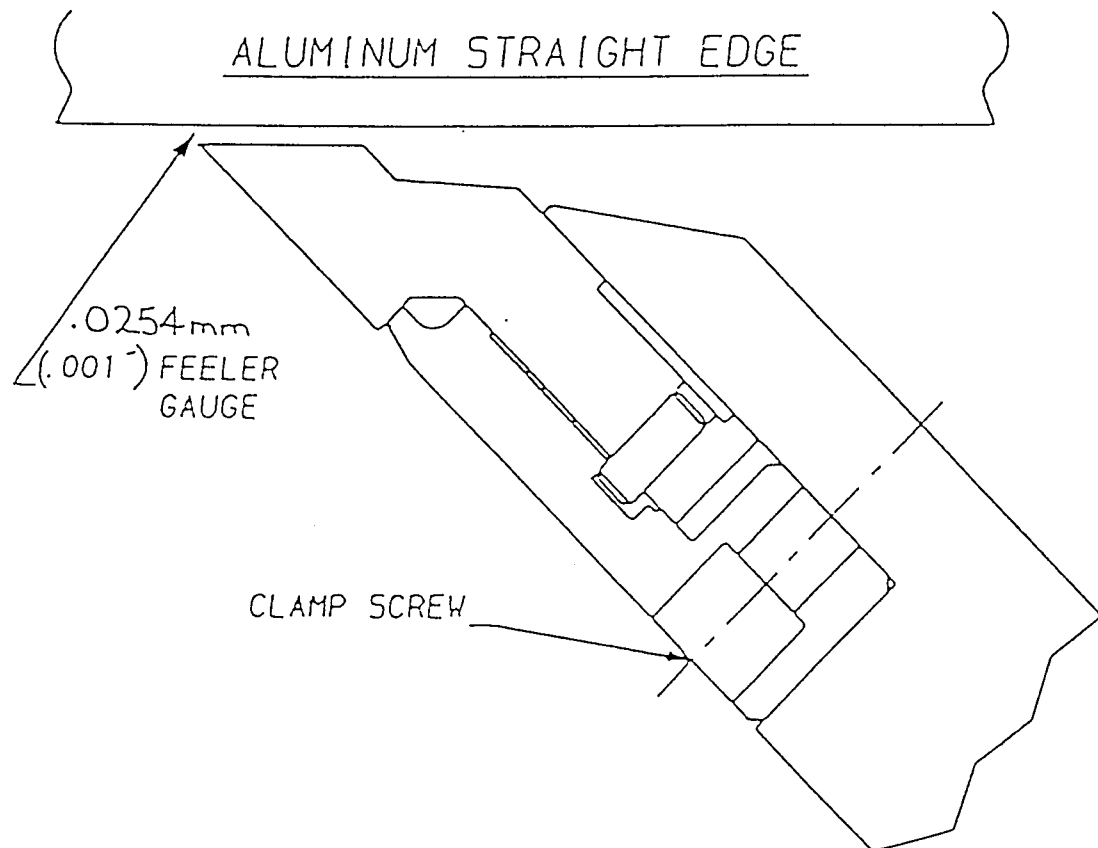 ALUMINUM STRAIGHT EDGE
.0254mm
(.001") FEELER
GAUGE
CLAMP SCREW